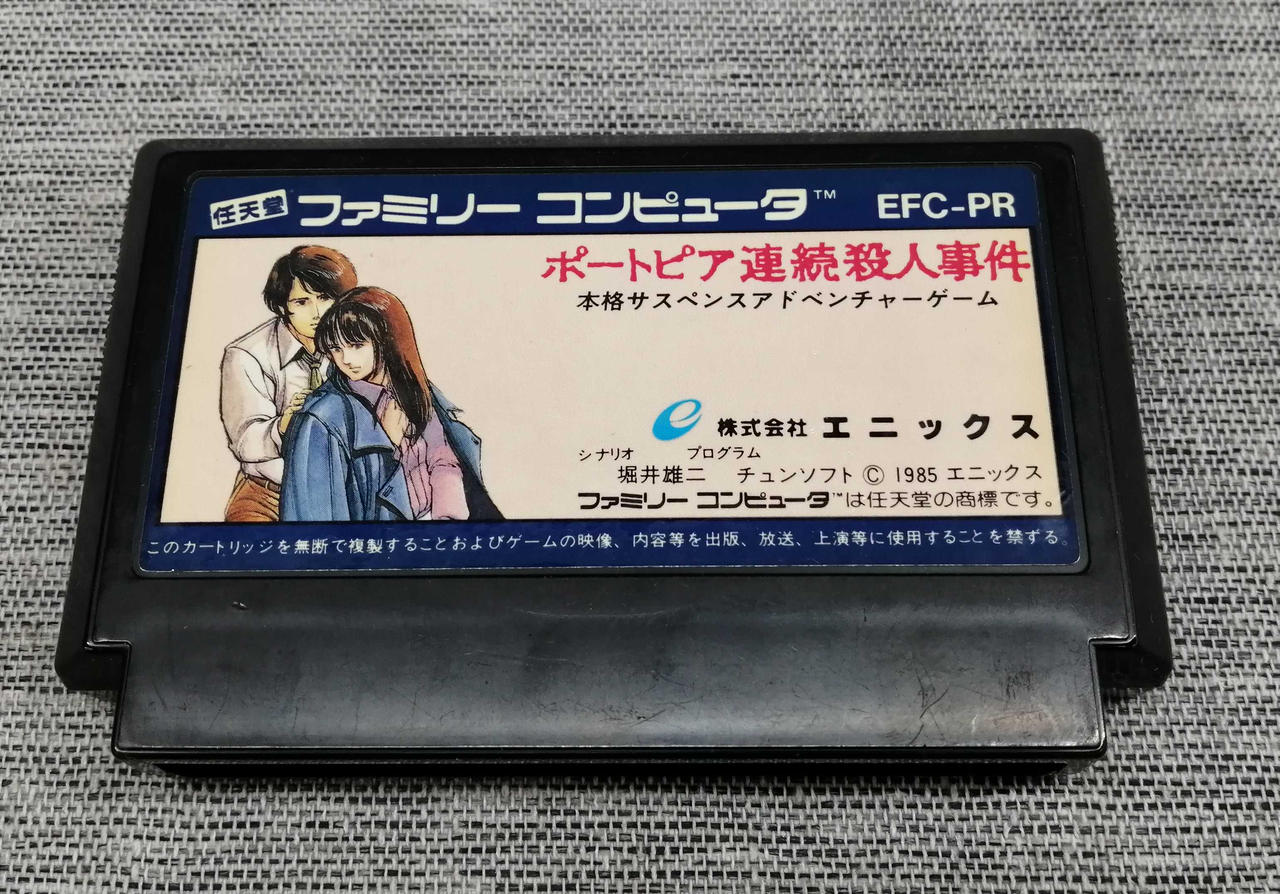 任天堂 ファミリー コンピュータ™ EFC-PR
ポートピア連続殺人事件
本格サスペンスアドベンチャーゲーム
e 株式会社 エニックス
シナリオ プログラム
堀井雄二 チュンソフト © 1985 エニックス
ファミリー コンピュータ™は任天堂の商標です。
このカートリッジを無断で複製することおよびゲームの映像、内容等を出版、放送、上演等に使用することを禁ずる。